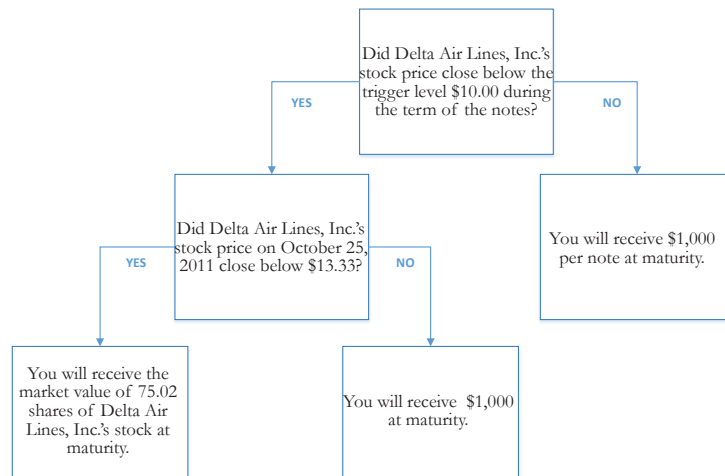 Did Delta Air Lines, Inc.'s
stock price close below the
trigger level $10.00 during
the term of the notes?
YES
NO
Did Delta Air Lines, Inc.'s
stock price on October 25,
2011 close below $13.33?
You will receive $1,000
per note at maturity.
YES
NO
You will receive the
market value of 75.02
shares of Delta Air
Lines, Inc.'s stock at
maturity.
You will receive $1,000
at maturity.